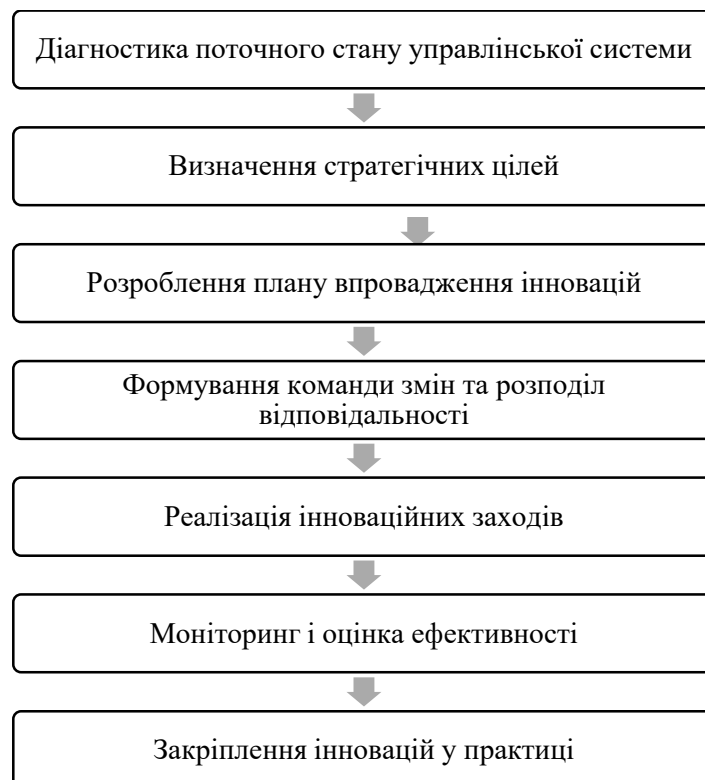 Діагностика поточного стану управлінської системи
Визначення стратегічних цілей
Розроблення плану впровадження інновацій
Формування команди змін та розподіл
відповідальності
Реалізація інноваційних заходів
Моніторинг і оцінка ефективності
Закріплення інновацій у практиці